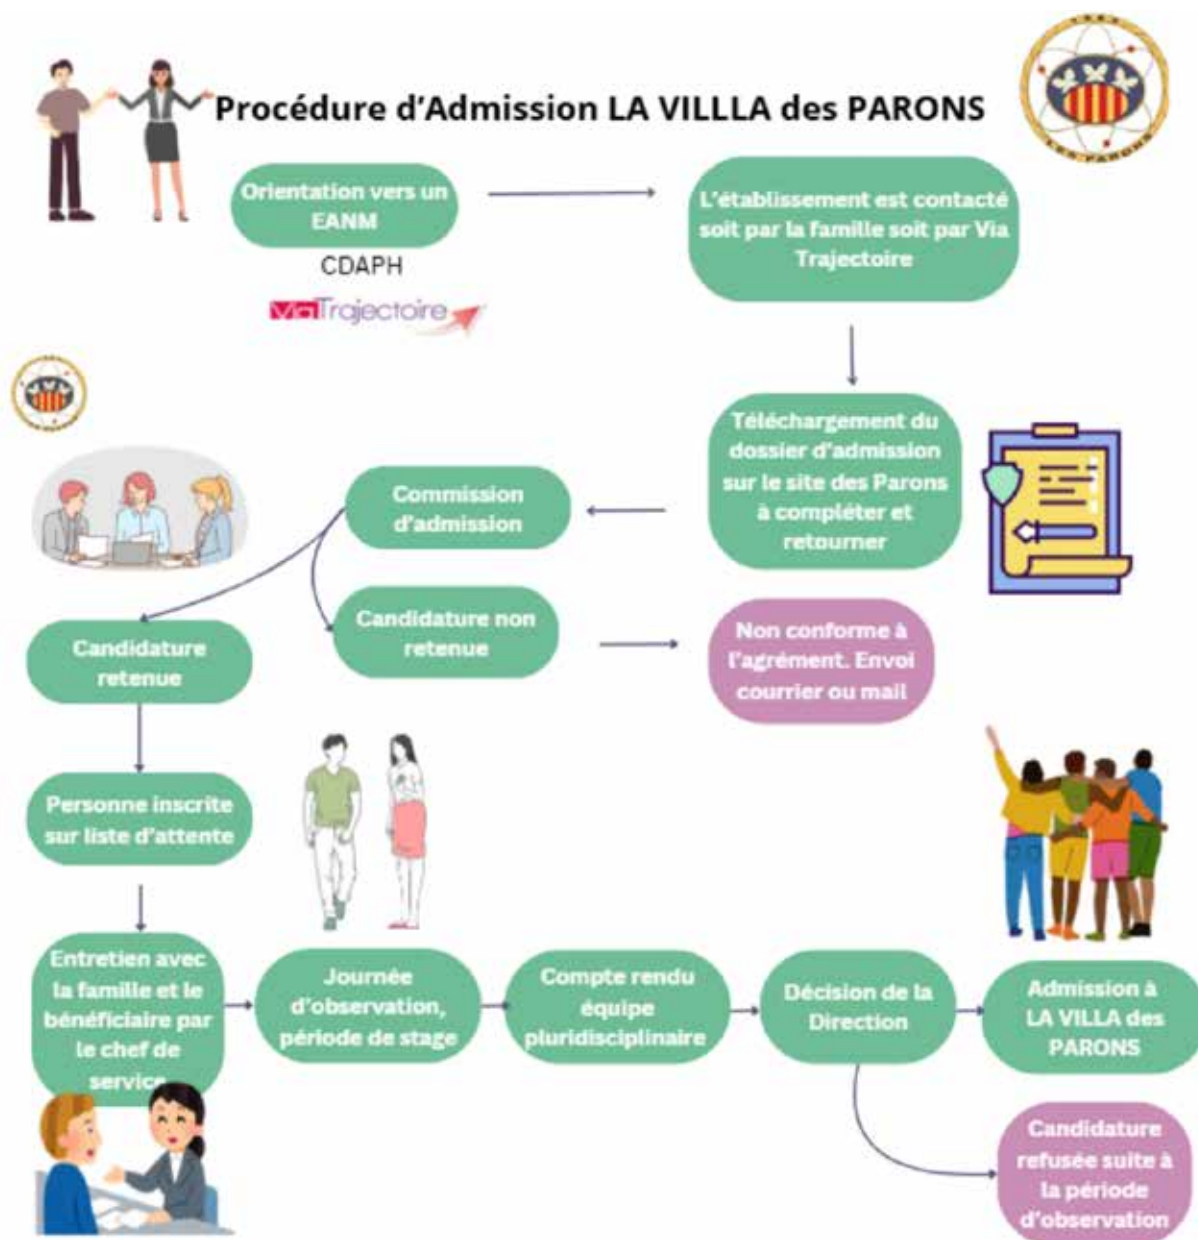 Procédure d'Admission LA VILLLA des PARONS
1963
LES PARONS
Orientation vers un
EANM
CDAPH
ViaTrajectoire
L'établissement est contacté
soit par la famille soit par Via
Trajectoire
Téléchargement du
dossier d'admission
sur le site des Parons
à compléter et
retourner
Commission
d'admission
Candidature non
retenue
Non conforme à
l'agrément. Envoi
courrier ou mail
Candidature
retenue
Personne inscrite
sur liste d'attente
Entretien avec
la famille et le
bénéficiaire par
le chef de
service
Journée
d'observation,
période de stage
Compte rendu
équipe
pluridisciplinaire
Décision de la
Direction
Admission à
LA VILLA des
PARONS
Candidature
refusée suite à
la période
d'observation